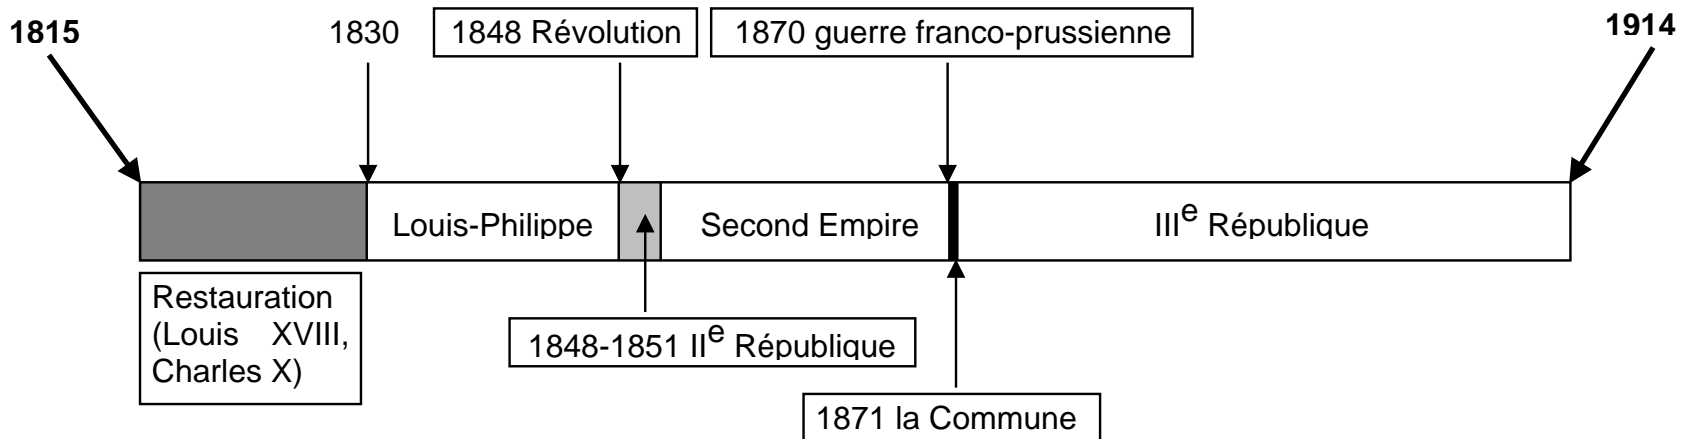 1815
1830
1848 Révolution
1870 guerre franco-prussienne
1914
Louis-Philippe
Second Empire
IIIe République
Restauration
(Louis XVIII,
Charles X)
1848-1851 IIe République
1871 la Commune